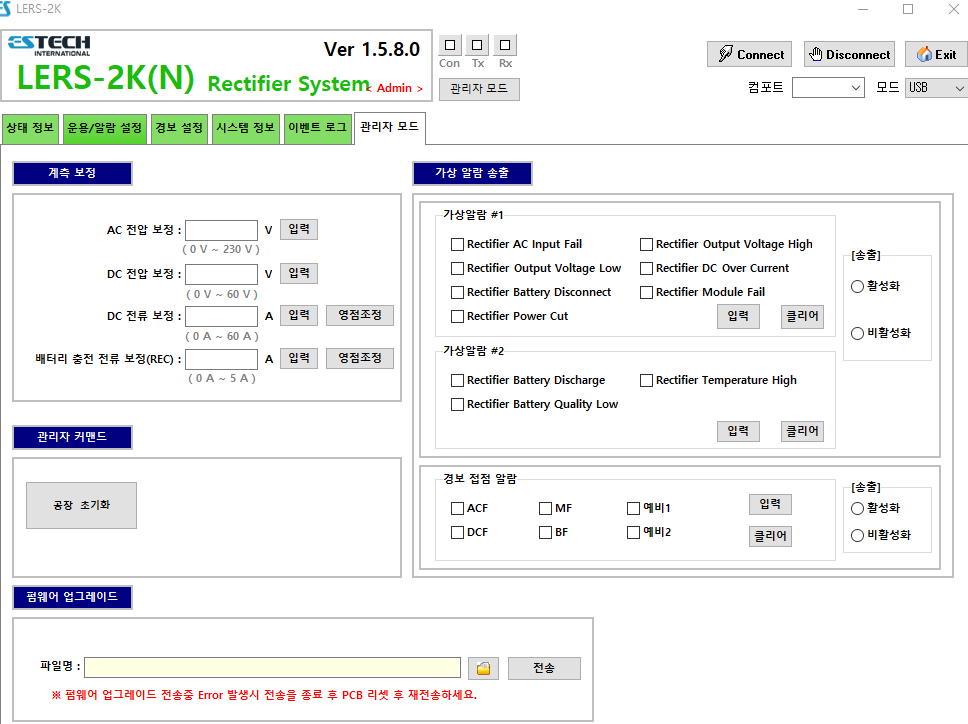 LERS-2K
ESTECH
INTERNATIONAL
Ver 1.5.8.0
LERS-2K(N) Rectifier System
< Admin >
Con Tx Rx
관리자 모드
Connect
Disconnect
Exit
컴포트
모드 USB
상태 정보
운용/알람 설정
경보 설정
시스템 정보
이벤트 로그
관리자 모드
계측 보정
AC 전압 보정 : V 입력
( 0 V ~ 230 V )
DC 전압 보정 : V 입력
( 0 V ~ 60 V )
DC 전류 보정 : A 입력 영점조정
( 0 A ~ 60 A )
배터리 충전 전류 보정(REC) : A 입력 영점조정
( 0 A ~ 5 A )
관리자 커맨드
공장 초기화
가상 알람 송출
가상알람 #1
Rectifier AC Input Fail
Rectifier Output Voltage High
Rectifier Output Voltage Low
Rectifier DC Over Current
Rectifier Battery Disconnect
Rectifier Module Fail
Rectifier Power Cut
입력
클리어
[송출]
활성화
비활성화
가상알람 #2
Rectifier Battery Discharge
Rectifier Temperature High
Rectifier Battery Quality Low
입력
클리어
경보 접점 알람
ACF MF 예비1
입력
DCF BF 예비2
클리어
[송출]
활성화
비활성화
펌웨어 업그레이드
파일명 :
전송
※ 펌웨어 업그레이드 전송중 Error 발생시 전송을 종료 후 PCB 리셋 후 재전송하세요.